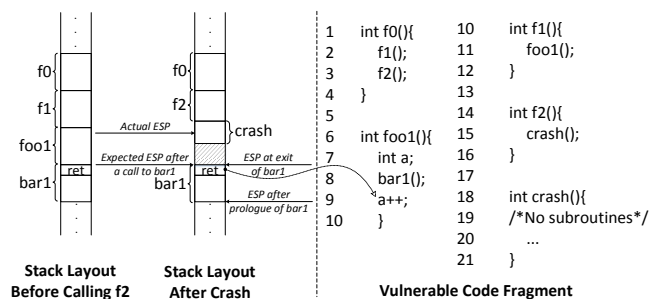 f0
f1
foo1
bar1
ret
Stack Layout
Before Calling f2
Actual ESP
Expected ESP after
a call to bar1
f0
f2
crash
ret
bar1
ESP at exit
of bar1
ESP after
prologue of bar1
Stack Layout
After Crash
1 int f0(){
2 f1();
3 f2();
4 }
5
6 int foo1(){
7 int a;
8 bar1();
9 a++;
10 }
10 int f1(){
11 foo1();
12 }
13
14 int f2(){
15 crash();
16 }
17
18 int crash(){
19 /*No subroutines*/
20 ...
21 }
Vulnerable Code Fragment